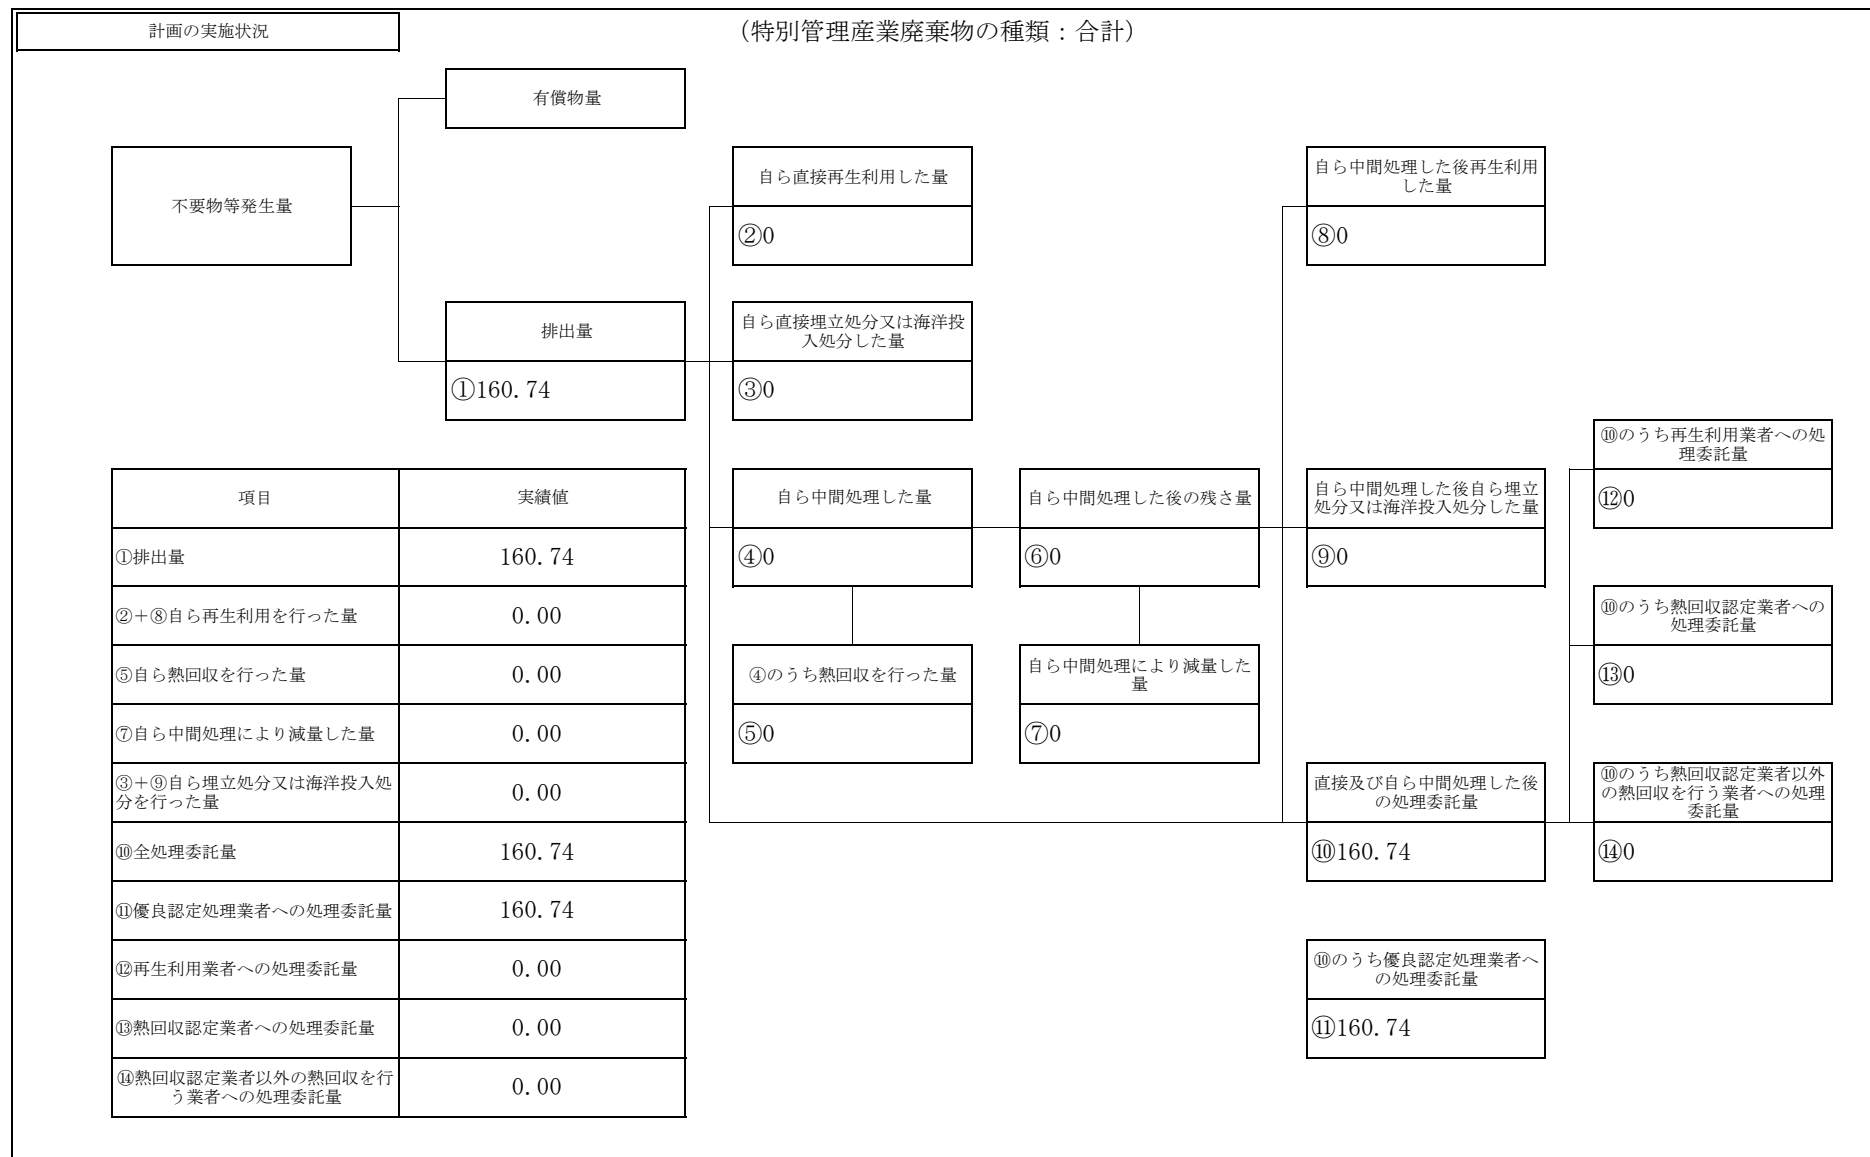 計画の実施状況
（特別管理産業廃棄物の種類：合計）
有償物量
不要物等発生量
自ら直接再生利用した量
②0
自ら中間処理した後再生利用
した量
⑧0
排出量
①160.74
自ら直接埋立処分又は海洋投
入処分した量
③0
⑩のうち再生利用業者への処
理委託量
⑫0
項目
実績値
①排出量
160.74
②＋⑧自ら再生利用を行った量
0.00
⑤自ら熱回収を行った量
0.00
⑦自ら中間処理により減量した量
0.00
③＋⑨自ら埋立処分又は海洋投入処
分を行った量
0.00
⑩全処理委託量
160.74
⑪優良認定処理業者への処理委託量
160.74
⑫再生利用業者への処理委託量
0.00
⑬熱回収認定業者への処理委託量
0.00
⑭熱回収認定業者以外の熱回収を行
う業者への処理委託量
0.00
自ら中間処理した量
④0
自ら中間処理した後の残さ量
⑥0
自ら中間処理した後自ら埋立
処分又は海洋投入処分した量
⑨0
⑩のうち熱回収認定業者への
処理委託量
⑬0
④のうち熱回収を行った量
⑤0
自ら中間処理により減量した
量
⑦0
直接及び自ら中間処理した後
の処理委託量
⑩160.74
⑩のうち熱回収認定業者以外
の熱回収を行う業者への処理
委託量
⑭0
⑩のうち優良認定処理業者へ
の処理委託量
⑪160.74